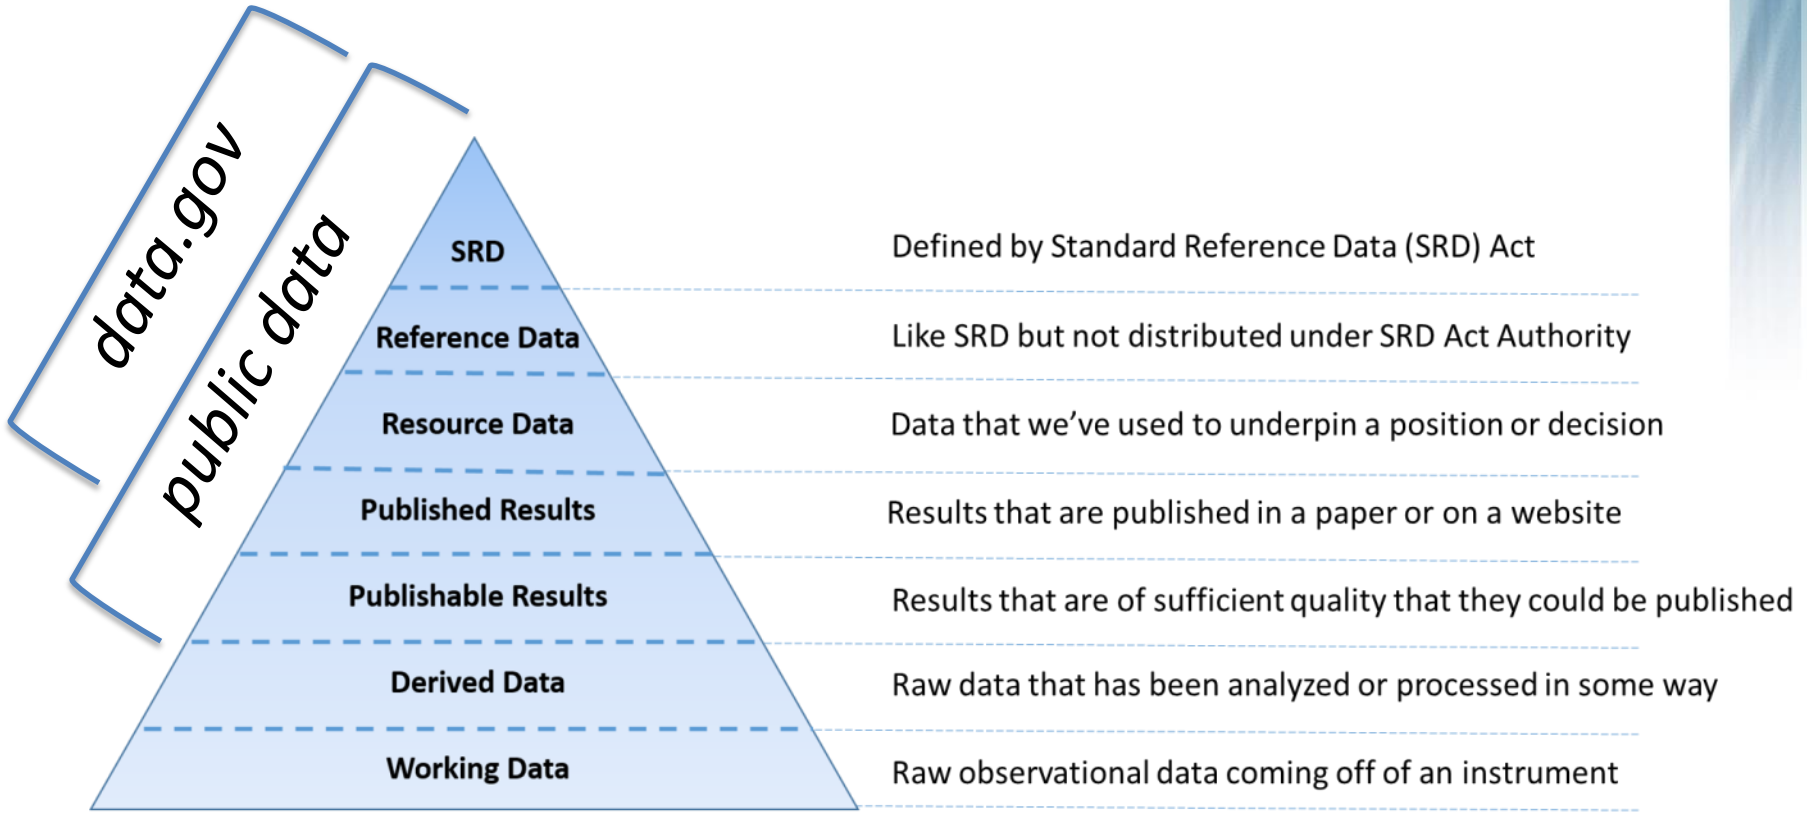 data.gov
public data
SRD
Defined by Standard Reference Data (SRD) Act
Reference Data
Like SRD but not distributed under SRD Act Authority
Resource Data
Data that we’ve used to underpin a position or decision
Published Results
Results that are published in a paper or on a website
Publishable Results
Results that are of sufficient quality that they could be published
Derived Data
Raw data that has been analyzed or processed in some way
Working Data
Raw observational data coming off of an instrument